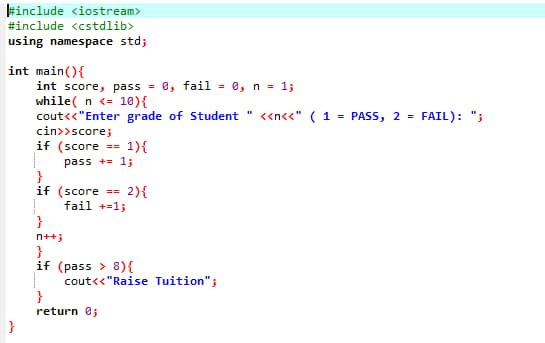 #include <iostream>
#include <cstdlib>
using namespace std;

int main(){
    int score, pass = 0, fail = 0, n = 1;
    while( n <= 10){
    cout<<"Enter grade of Student " <<n<<" ( 1 = PASS, 2 = FAIL): ";
    cin>>score;
    if (score == 1){
        pass += 1;
    }
    if (score == 2){
        fail +=1;
    }
    n++;
    }
    if (pass > 8){
        cout<<"Raise Tuition";
    }
    return 0;
}